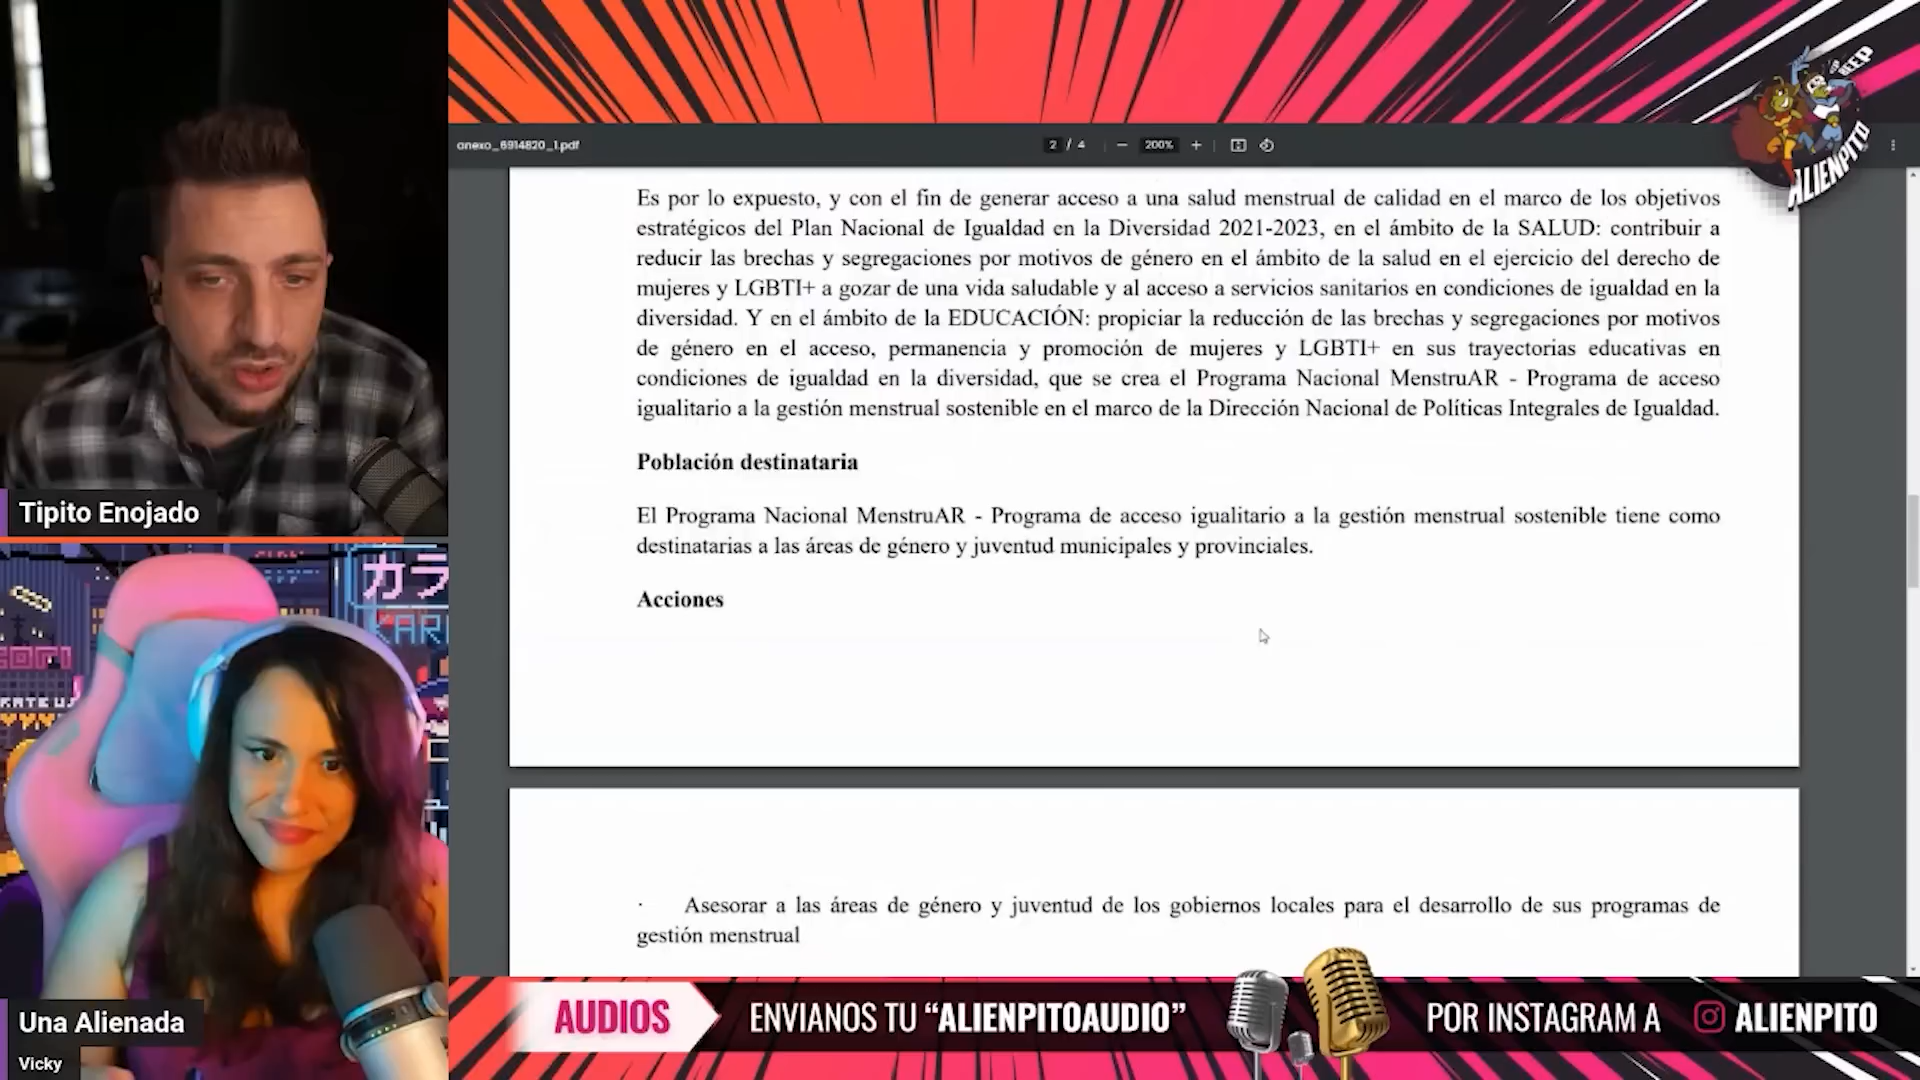 anexo_6914820_1.pdf
2 / 4
200%
BEEP
ALIENPITO
Es por lo expuesto, y con el fin de generar acceso a una salud menstrual de calidad en el marco de los objetivos
estratégicos del Plan Nacional de Igualdad en la Diversidad 2021-2023, en el ámbito de la SALUD: contribuir a
reducir las brechas y segregaciones por motivos de género en el ámbito de la salud en el ejercicio del derecho de
mujeres y LGBTI+ a gozar de una vida saludable y al acceso a servicios sanitarios en condiciones de igualdad en la
diversidad. Y en el ámbito de la EDUCACIÓN: propiciar la reducción de las brechas y segregaciones por motivos
de género en el acceso, permanencia y promoción de mujeres y LGBTI+ en sus trayectorias educativas en
condiciones de igualdad en la diversidad, que se crea el Programa Nacional MenstruAR - Programa de acceso
igualitario a la gestión menstrual sostenible en el marco de la Dirección Nacional de Políticas Integrales de Igualdad.
Población destinataria
El Programa Nacional MenstruAR - Programa de acceso igualitario a la gestión menstrual sostenible tiene como
destinatarias a las áreas de género y juventud municipales y provinciales.
Acciones
· Asesorar a las áreas de género y juventud de los gobiernos locales para el desarrollo de sus programas de
gestión menstrual
Tipito Enojado
カラ
KAR
Una Alienada
Vicky
AUDIOS
ENVIANOS TU “ALIENPITOAUDIO”
POR INSTAGRAM A
ALIENPITO